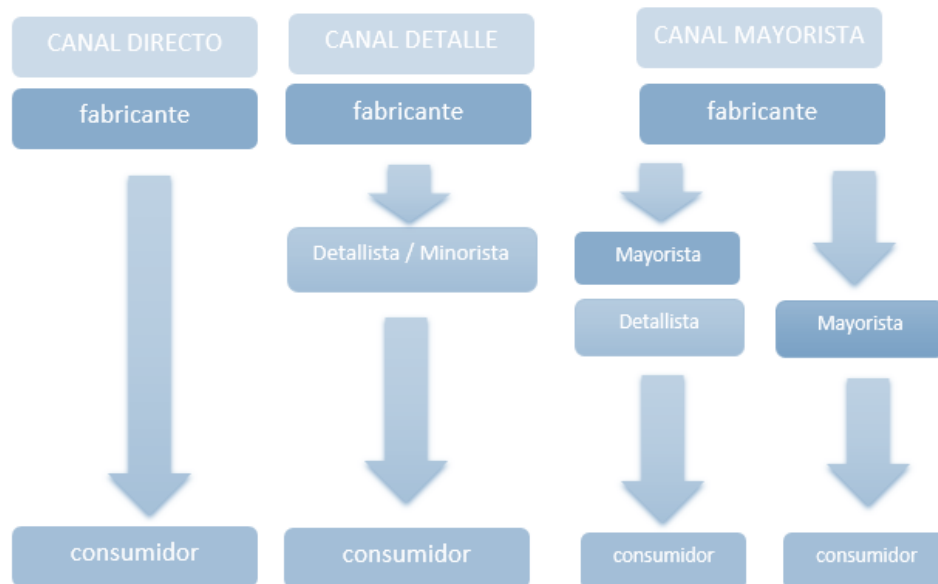 CANAL DIRECTO
fabricante
consumidor
CANAL DETALLE
fabricante
Detallista / Minorista
consumidor
CANAL MAYORISTA
fabricante
Mayorista
Detallista
consumidor
Mayorista
consumidor